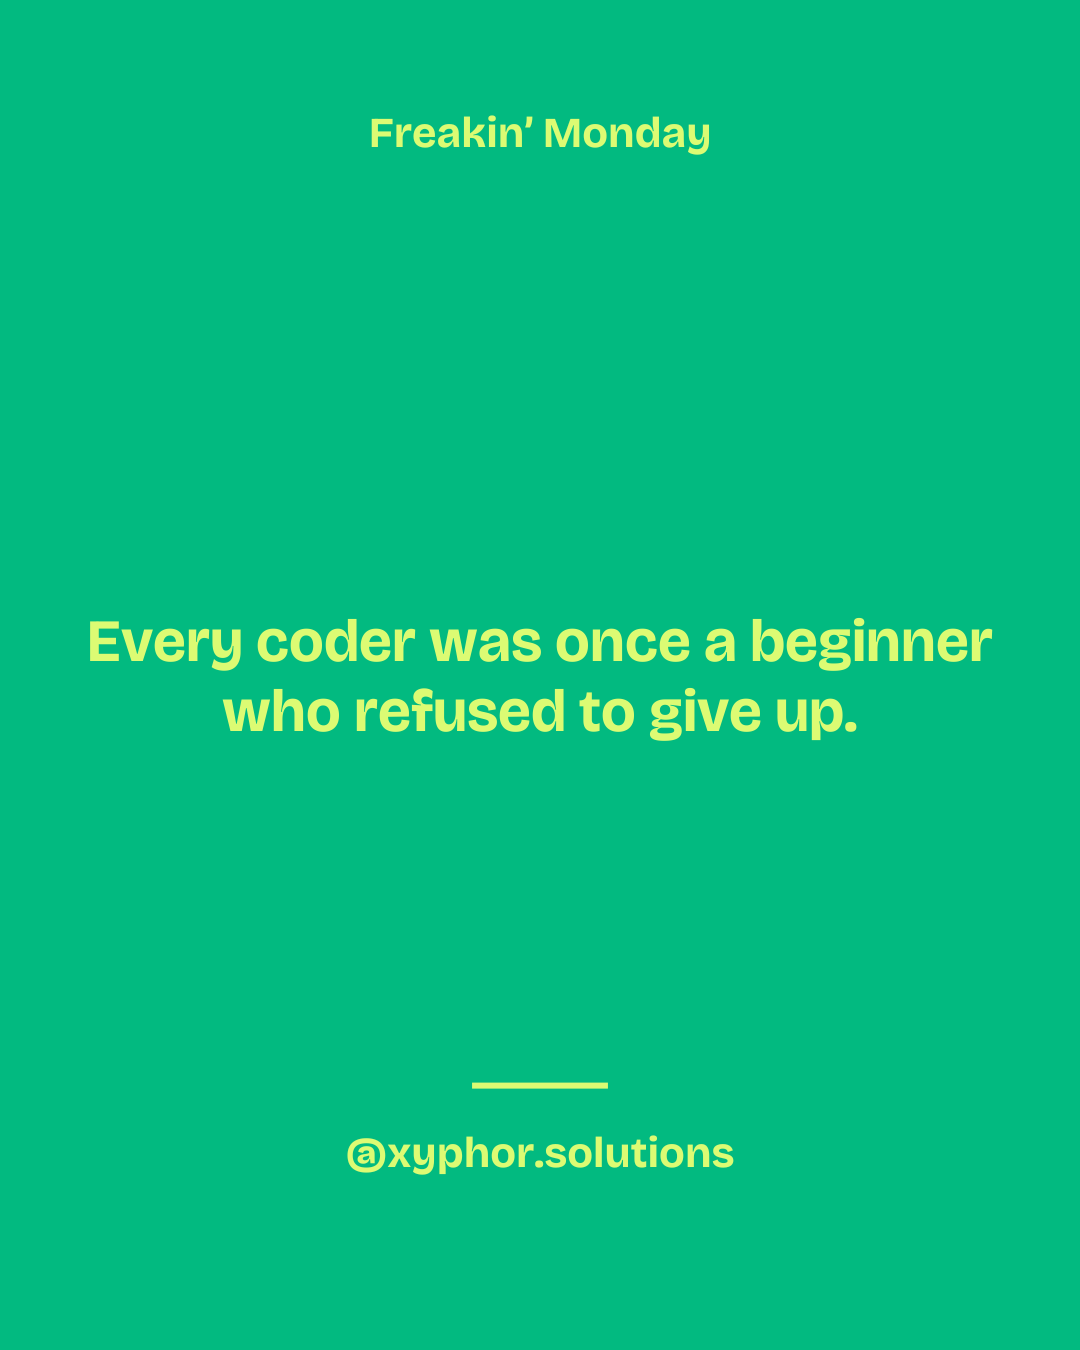 Freakin’ Monday
Every coder was once a beginner
who refused to give up.
@xyphor.solutions